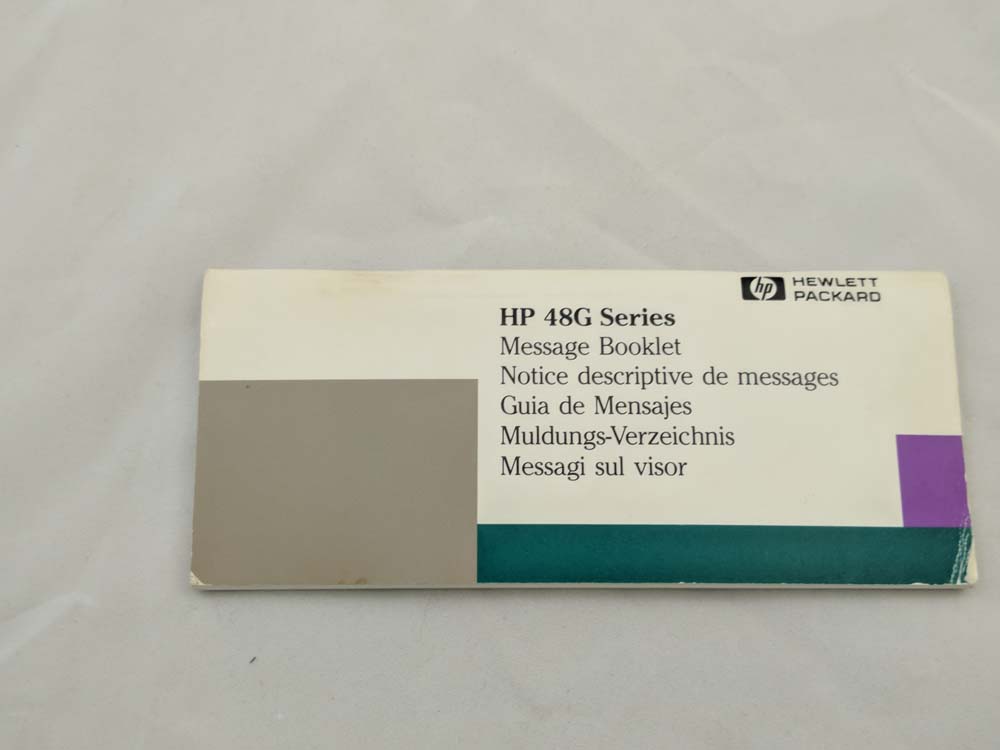 hp HEWLETT
PACKARD
HP 48G Series
Message Booklet
Notice descriptive de messages
Guia de Mensajes
Muldungs-Verzeichnis
Messagi sul visor